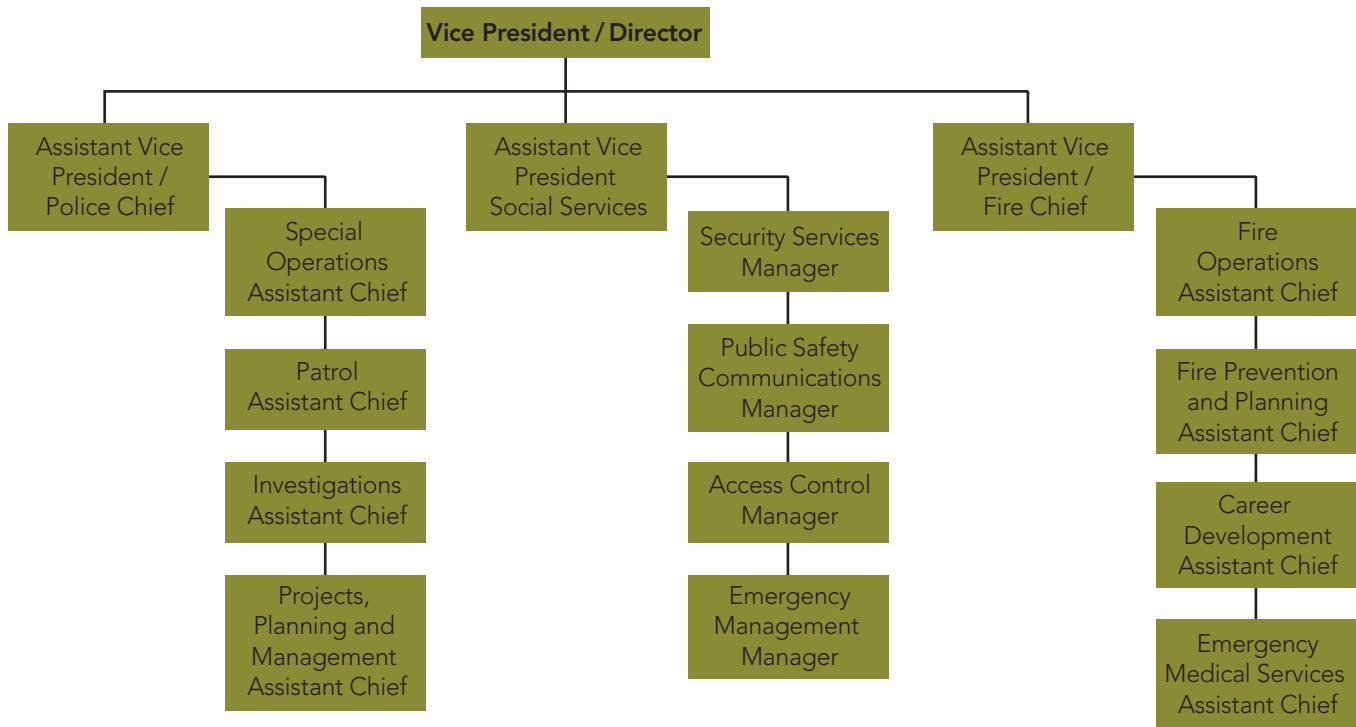 Vice President / Director
Assistant Vice
President /
Police Chief
Special
Operations
Assistant Chief
Patrol
Assistant Chief
Investigations
Assistant Chief
Projects,
Planning and
Management
Assistant Chief
Assistant Vice
President
Social Services
Security Services
Manager
Public Safety
Communications
Manager
Access Control
Manager
Emergency
Management
Manager
Assistant Vice
President /
Fire Chief
Fire
Operations
Assistant Chief
Fire Prevention
and Planning
Assistant Chief
Career
Development
Assistant Chief
Emergency
Medical Services
Assistant Chief